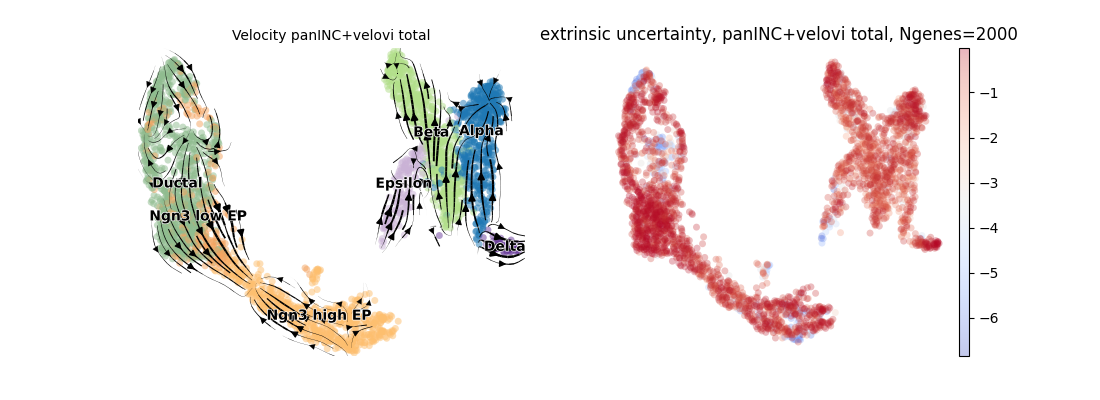 Velocity panINC+velovi total
extrinsic uncertainty, panINC+velovi total, Ngenes=2000
Beta
Alpha
Ductal
Epsilon
Ngn3 low EP
Delta
Ngn3 high EP
−1
−2
−3
−4
−5
−6